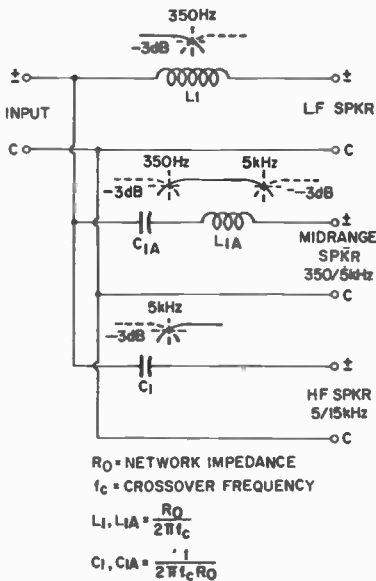 350Hz
-3dB
±
L1
±
INPUT
LF SPKR
C
C
350Hz
5kHz
-3dB
-3dB
±
C1A
L1A
MIDRANGE
SPKR
350/5kHz
C
5kHz
-3dB
±
C1
HF SPKR
5/15kHz
C
RO = NETWORK IMPEDANCE
fC = CROSSOVER FREQUENCY
L1, L1A = RO / 2πfC
C1, C1A = 1 / 2πfCRO